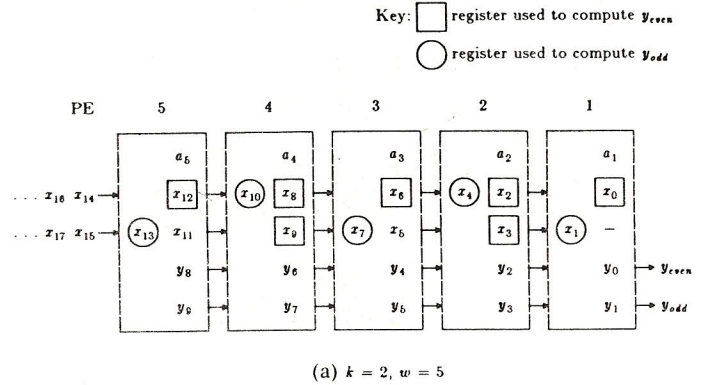 Key: register used to compute y_even
register used to compute y_odd
PE 5 4 3 2 1
a_5 a_4 a_3 a_2 a_1
... x_16 x_14 x_12 x_10 x_8 x_6 x_4 x_2 x_0
... x_17 x_15 x_13 x_11 x_9 x_7 x_5 x_3 x_1 –
y_8 y_6 y_4 y_2 y_0 y_even
y_9 y_7 y_5 y_3 y_1 y_odd
(a) k = 2, w = 5